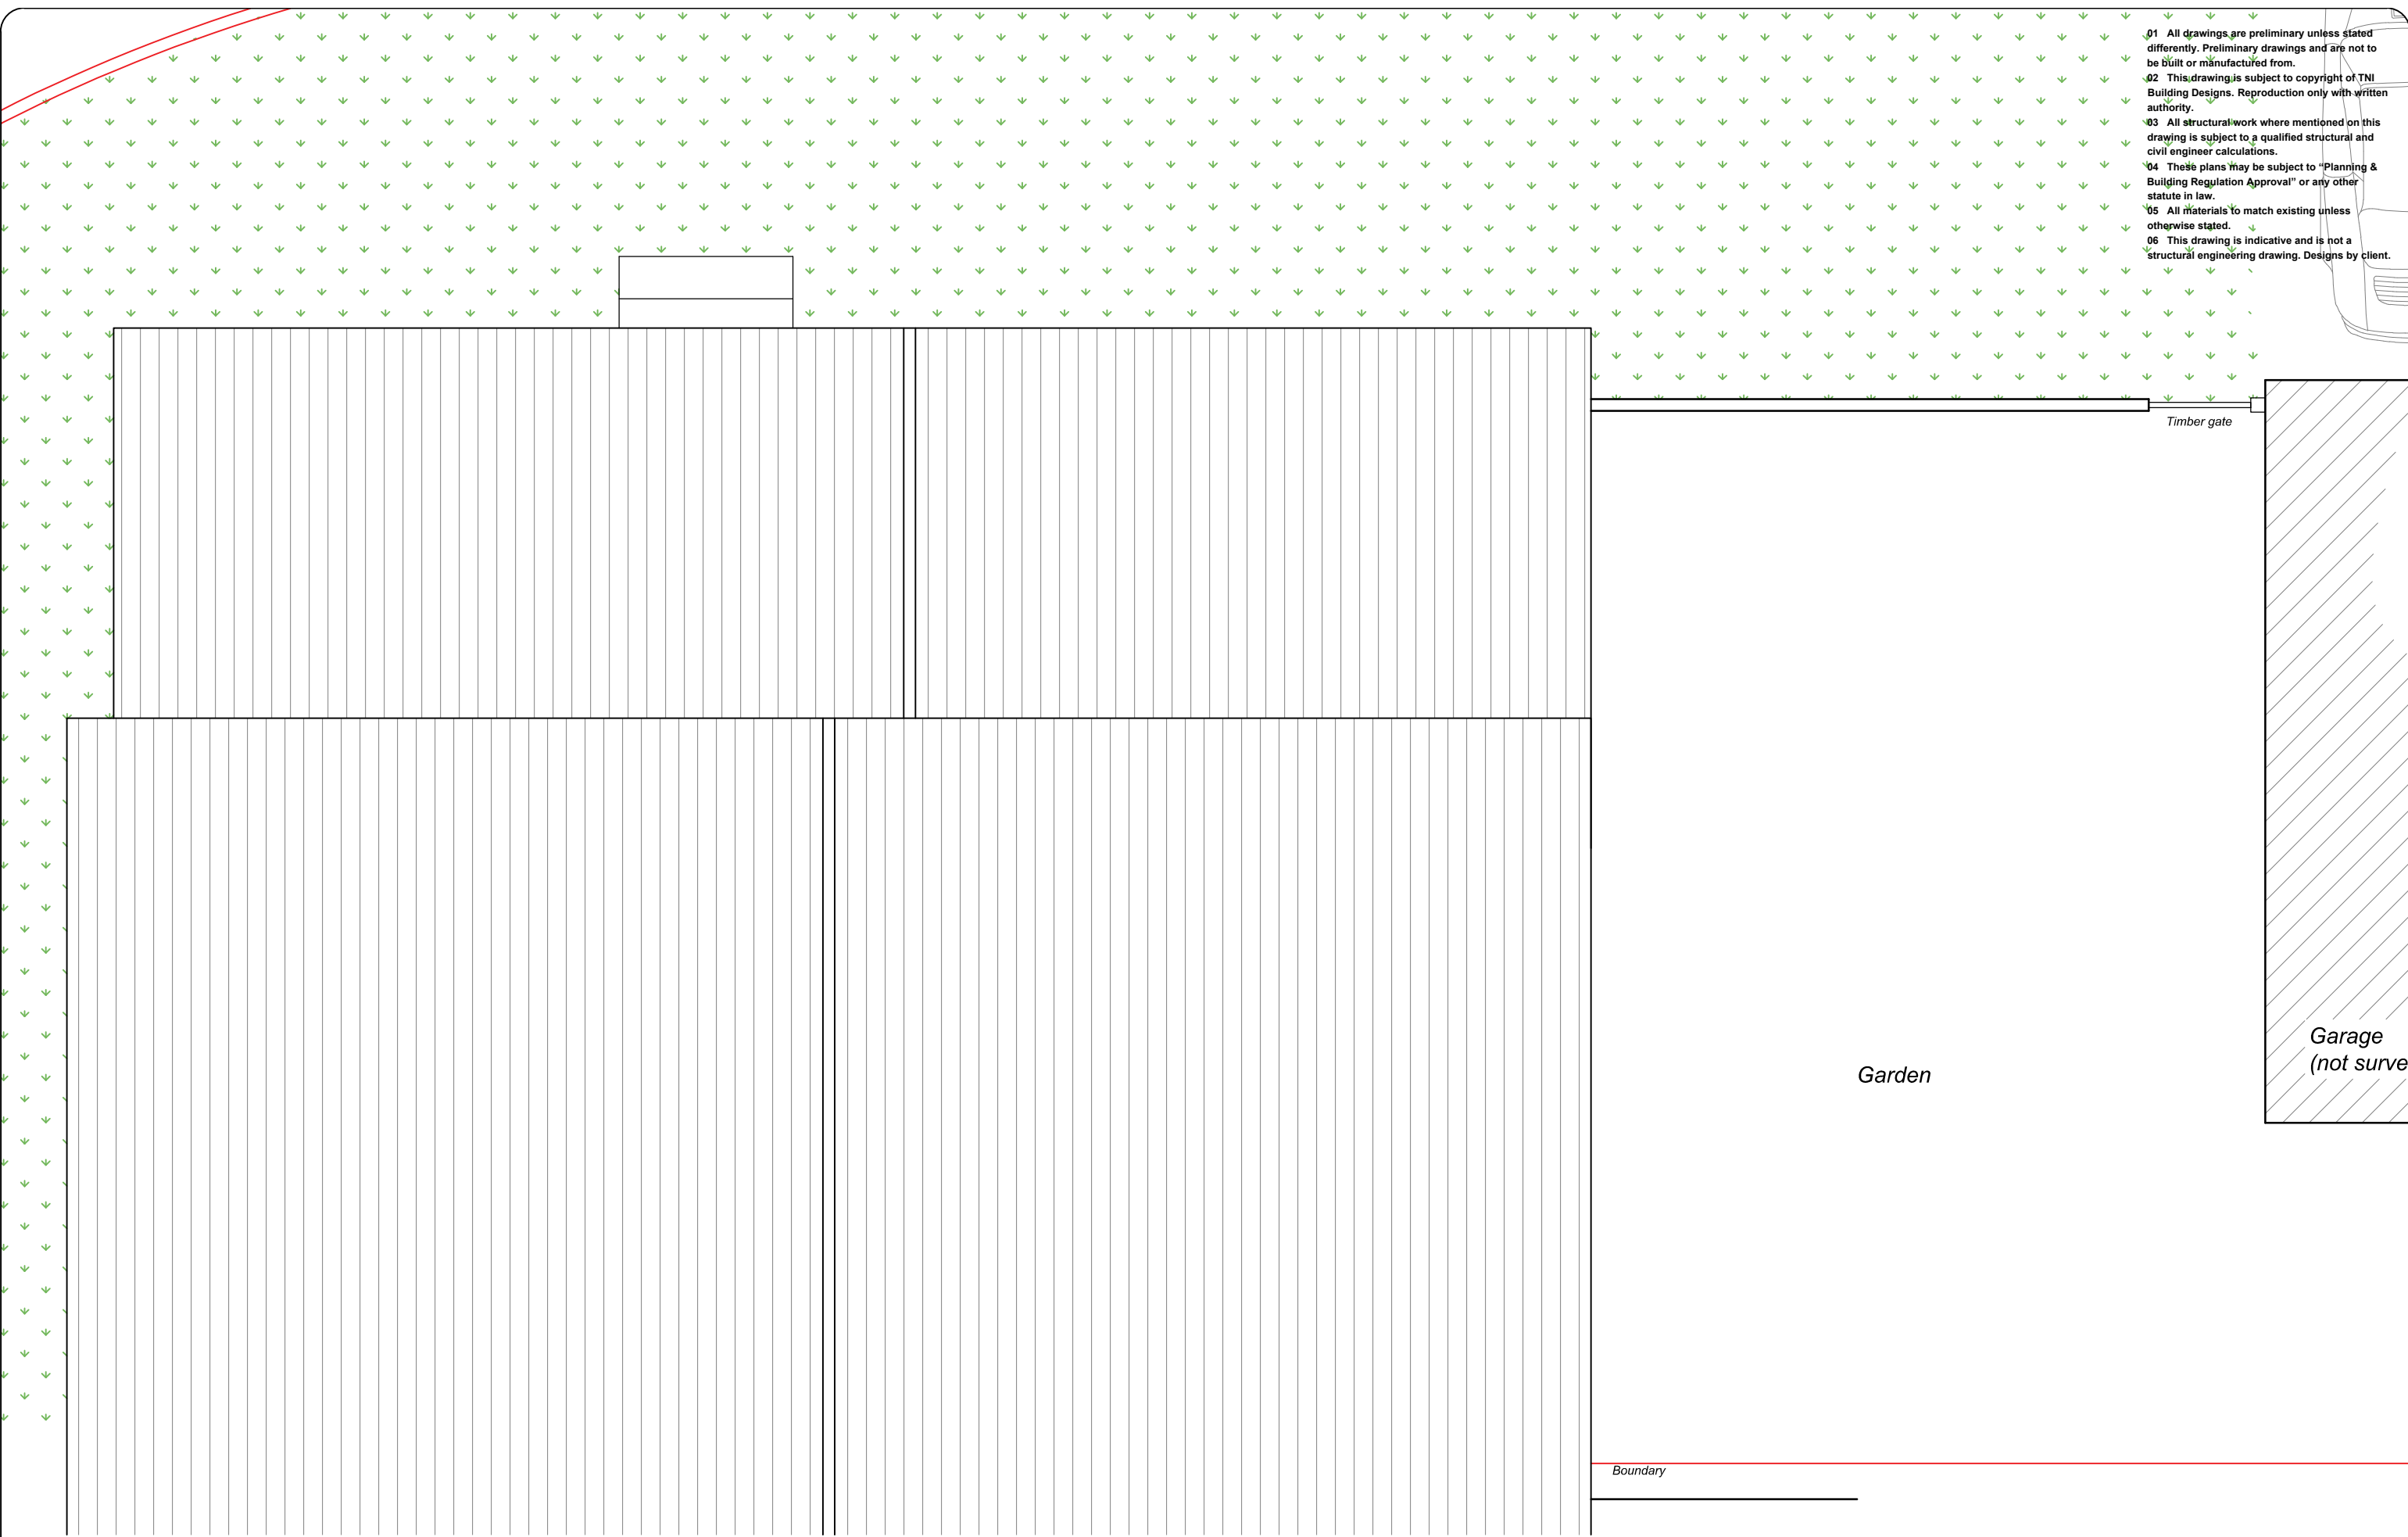 01 All drawings are preliminary unless stated
differently. Preliminary drawings and are not to
be built or manufactured from.
02 This drawing is subject to copyright of TNI
Building Designs. Reproduction only with written
authority.
03 All structural work where mentioned on this
drawing is subject to a qualified structural and
civil engineer calculations.
04 These plans may be subject to “Planning &
Building Regulation Approval” or any other
statute in law.
05 All materials to match existing unless
otherwise stated.
06 This drawing is indicative and is not a
structural engineering drawing. Designs by client.
Timber gate
Garage
(not surve
Garden
Boundary